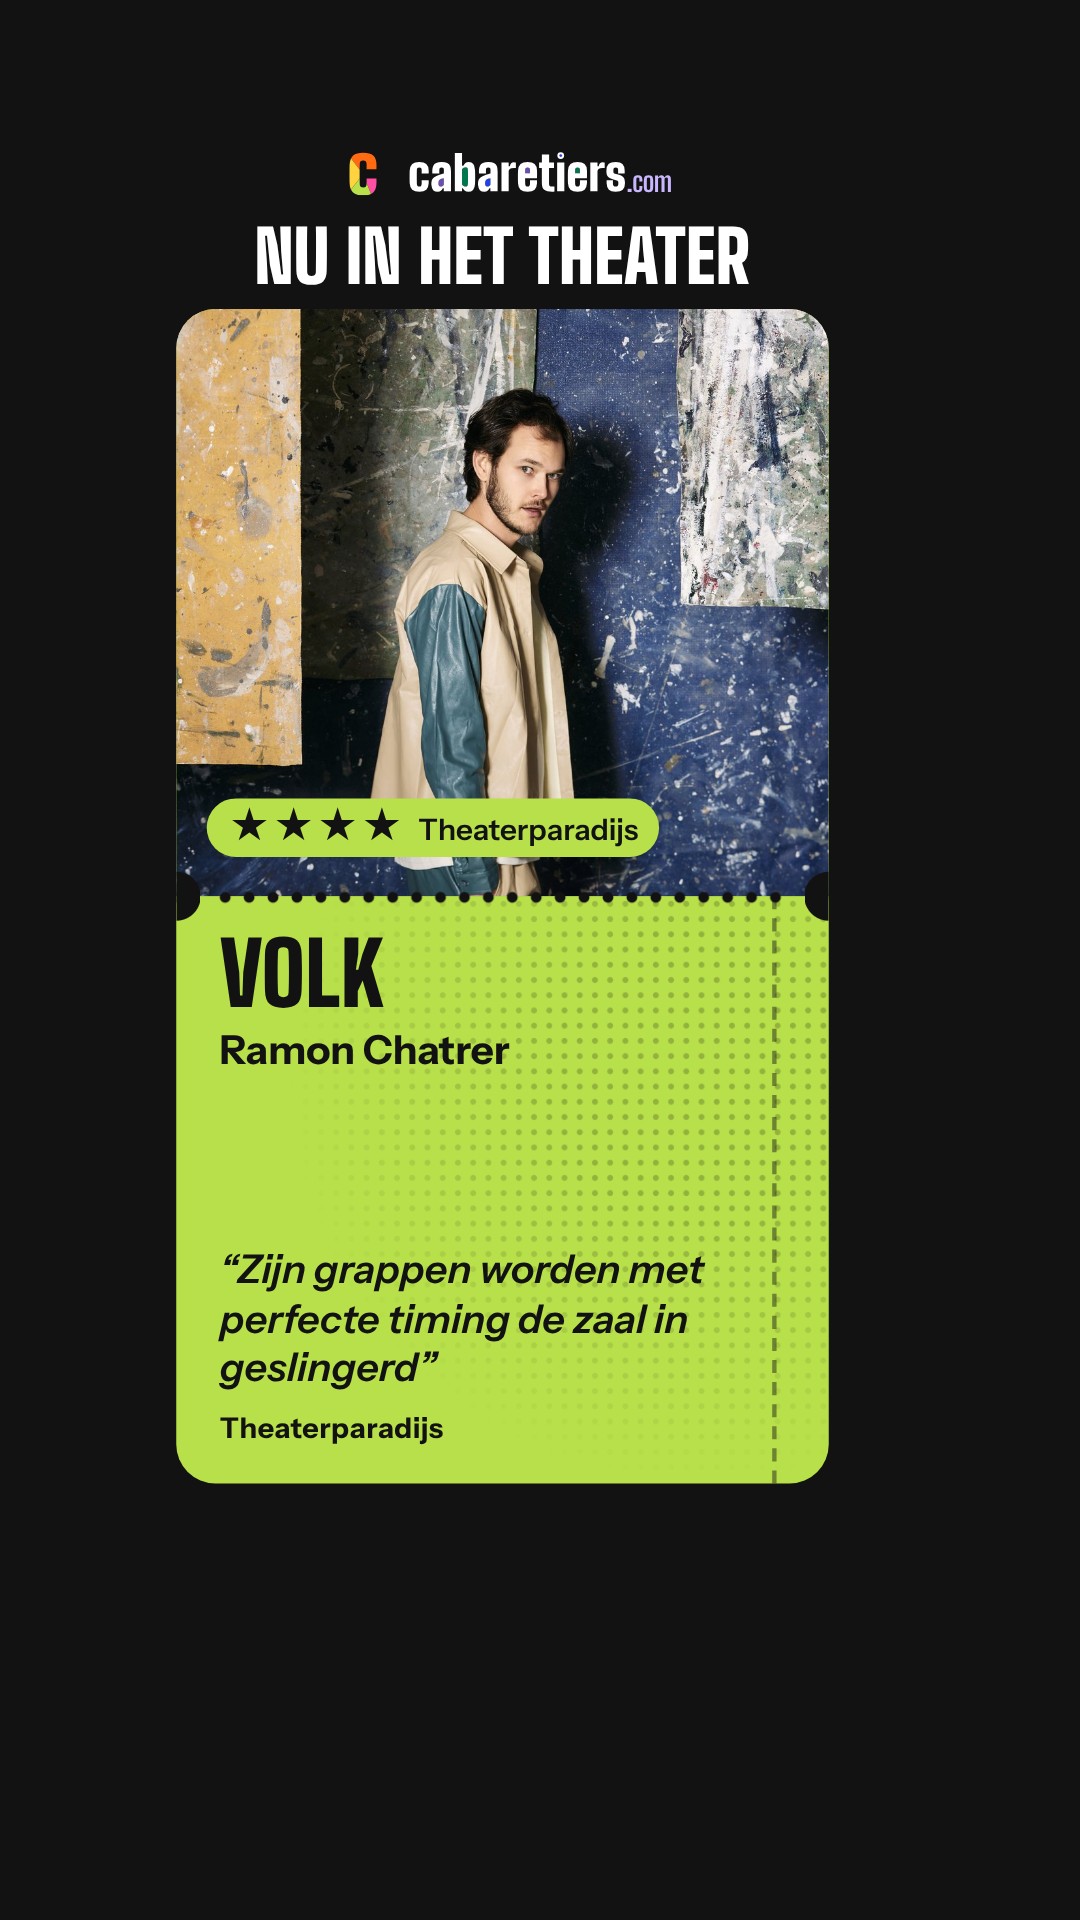 cabaretiers.com
NU IN HET THEATER
★★★★ Theaterparadijs
VOLK
Ramon Chatrer
“Zijn grappen worden met
perfecte timing de zaal in
geslingerd”
Theaterparadijs